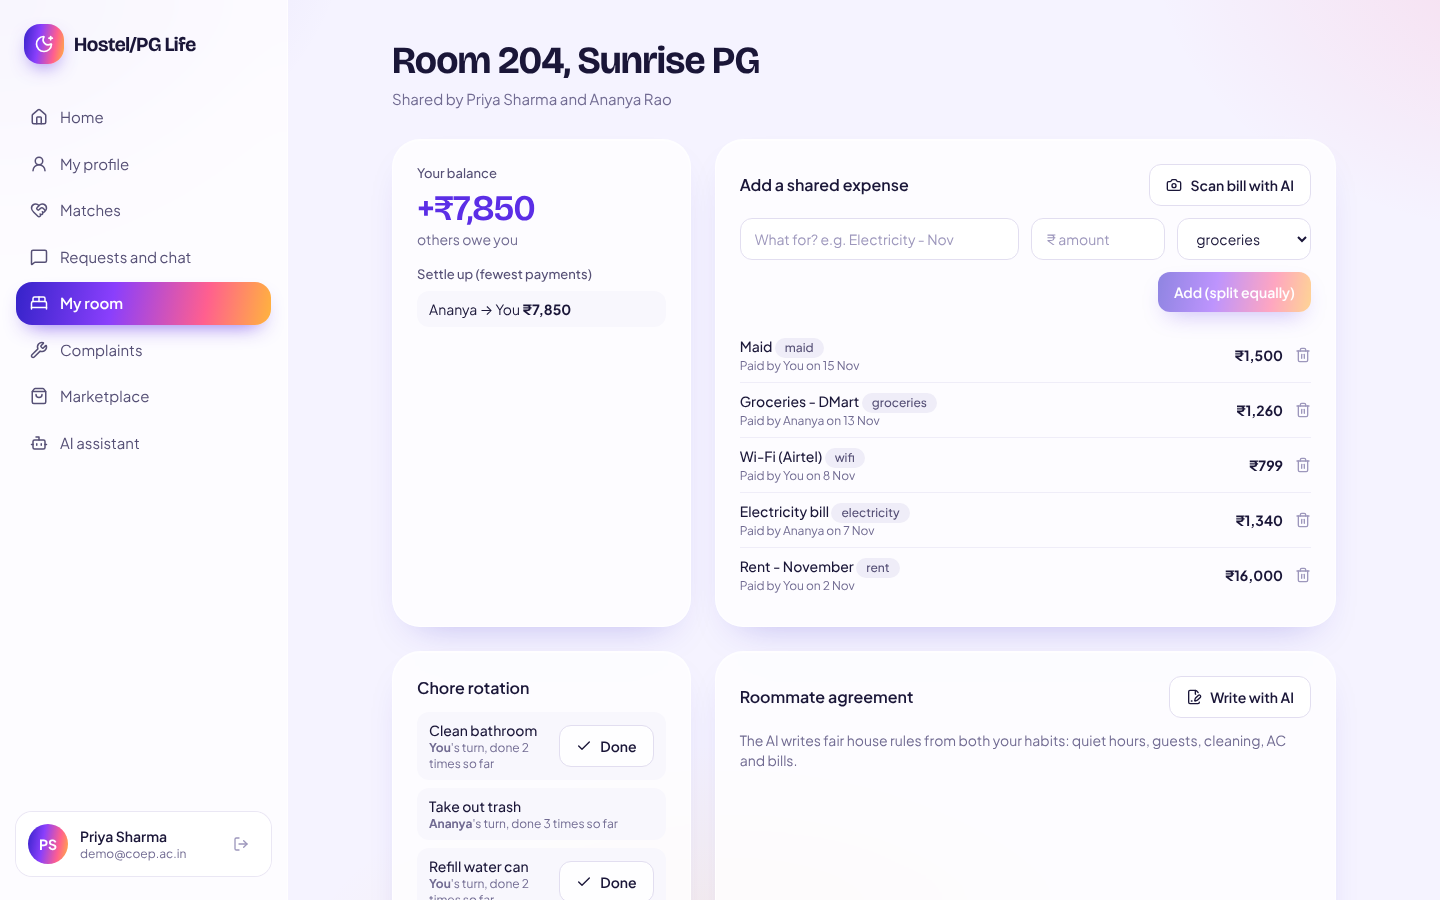 Hostel/PG Life
Home
My profile
Matches
Requests and chat
My room
Complaints
Marketplace
AI assistant
PS
Priya Sharma
demo@coep.ac.in
Room 204, Sunrise PG
Shared by Priya Sharma and Ananya Rao
Your balance
+₹7,850
others owe you
Settle up (fewest payments)
Ananya → You ₹7,850
Add a shared expense
Scan bill with AI
What for? e.g. Electricity - Nov
₹ amount
groceries
Add (split equally)
Maid maid
Paid by You on 15 Nov
₹1,500
Groceries - DMart groceries
Paid by Ananya on 13 Nov
₹1,260
Wi-Fi (Airtel) wifi
Paid by You on 8 Nov
₹799
Electricity bill electricity
Paid by Ananya on 7 Nov
₹1,340
Rent - November rent
Paid by You on 2 Nov
₹16,000
Chore rotation
Clean bathroom
You's turn, done 2
times so far
Done
Take out trash
Ananya's turn, done 3 times so far
Refill water can
You's turn, done 2
times so far
Done
Roommate agreement
Write with AI
The AI writes fair house rules from both your habits: quiet hours, guests, cleaning, AC
and bills.